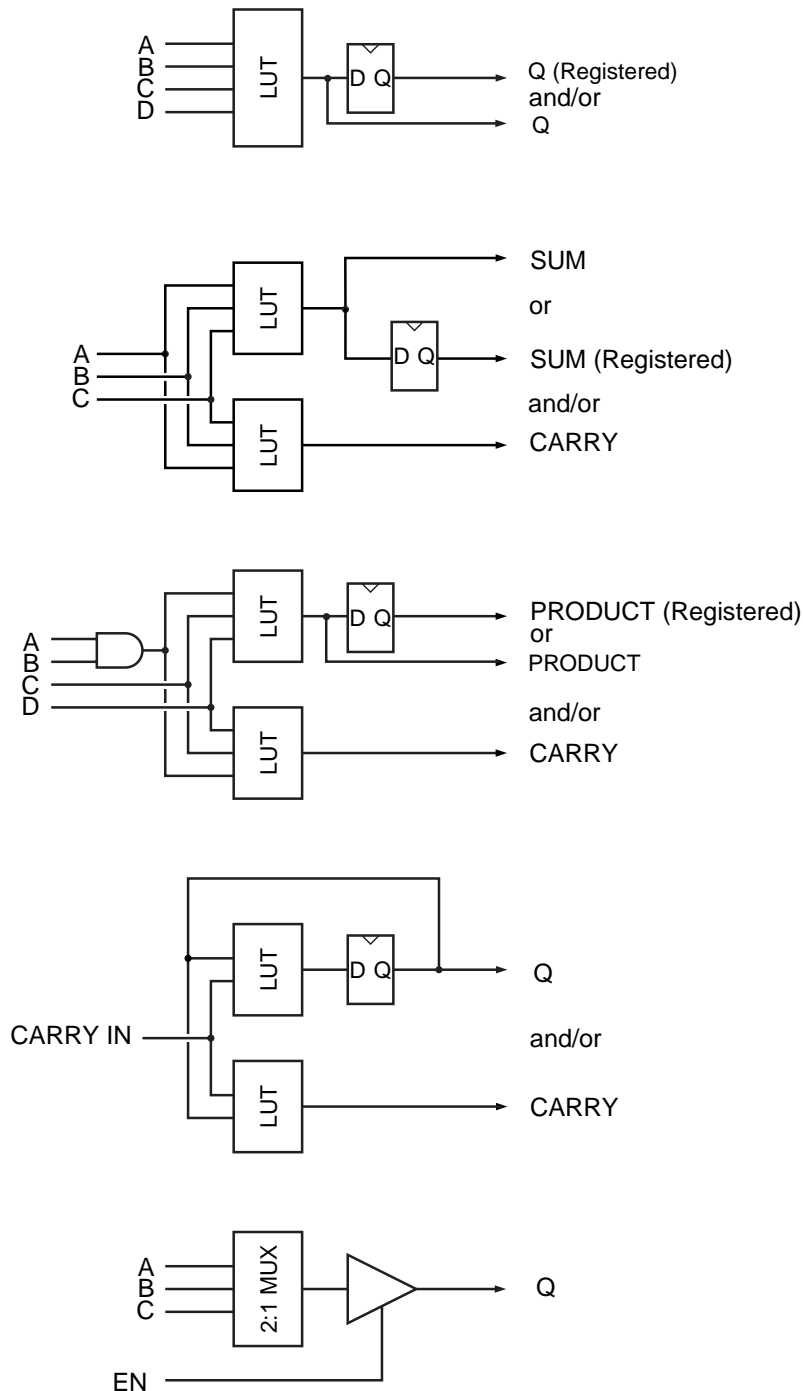 A
B
C
D
LUT
D Q
Q (Registered)
and/or
Q
A
B
C
LUT
LUT
D Q
SUM
or
SUM (Registered)
and/or
CARRY
A
B
C
D
LUT
LUT
D Q
PRODUCT (Registered)
or
PRODUCT
and/or
CARRY
CARRY IN
LUT
LUT
D Q
Q
and/or
CARRY
A
B
C
EN
2:1 MUX
Q